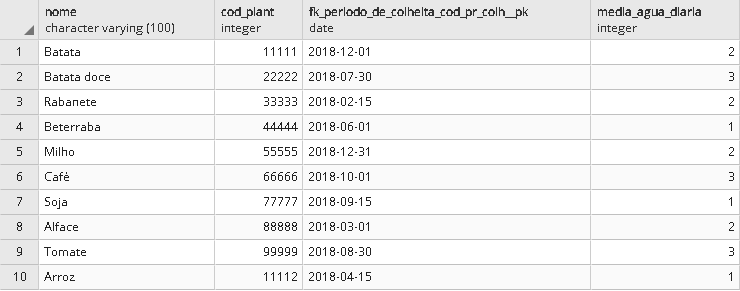 nome cod_plant fk_periodo_de_colheita_cod_pr_colh__pk media_agua_diaria
character varying (100) integer date integer
1 Batata 11111 2018-12-01 2
2 Batata doce 22222 2018-07-30 3
3 Rabanete 33333 2018-02-15 2
4 Beterraba 44444 2018-06-01 1
5 Milho 55555 2018-12-31 2
6 Café 66666 2018-10-01 3
7 Soja 77777 2018-09-15 1
8 Alface 88888 2018-03-01 2
9 Tomate 99999 2018-08-30 3
10 Arroz 11112 2018-04-15 1